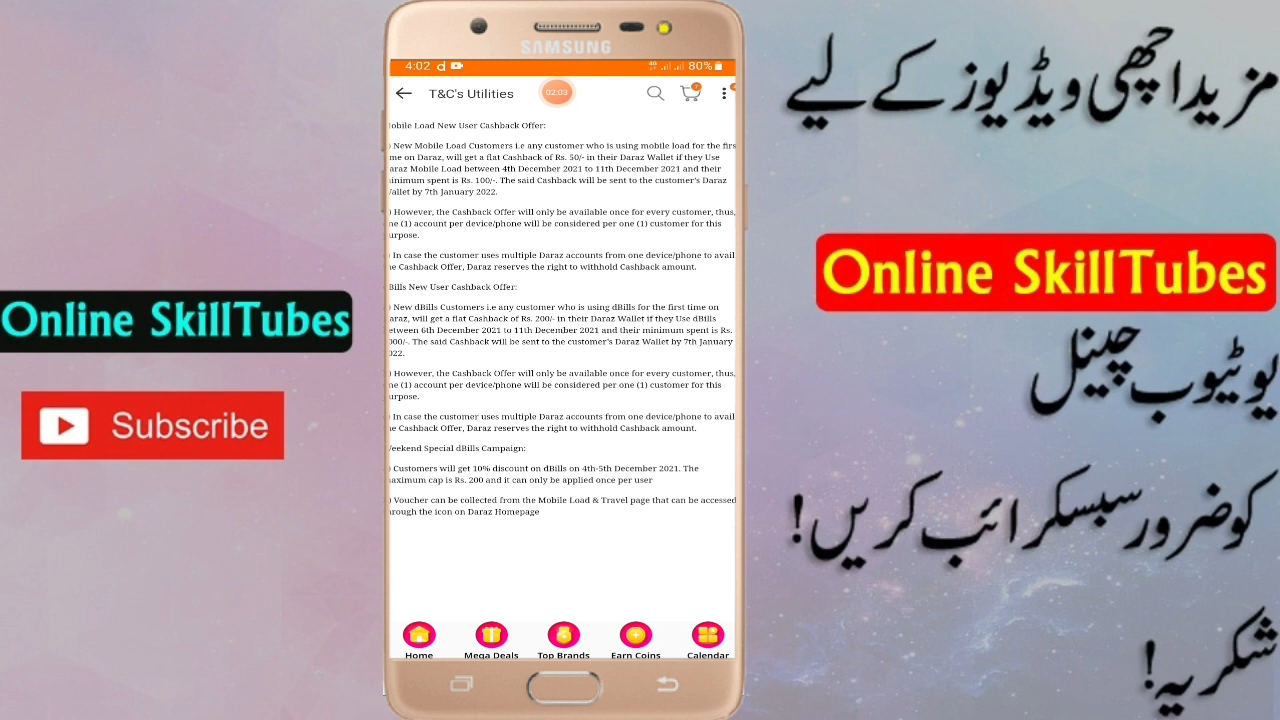 SAMSUNG
4:02 d 80%
T&C's Utilities
02:03
obile Load New User Cashback Offer:
) New Mobile Load Customers i.e any customer who is using mobile load for the firs
me on Daraz, will get a flat Cashback of Rs. 50/- in their Daraz Wallet if they Use
araz Mobile Load between 4th December 2021 to 11th December 2021 and their
inimum spent is Rs. 100/-. The said Cashback will be sent to the customer's Daraz
allet by 7th January 2022.
) However, the Cashback Offer will only be available once for every customer, thus,
ne (1) account per device/phone will be considered per one (1) customer for this
urpose.
) In case the customer uses multiple Daraz accounts from one device/phone to avail
he Cashback Offer, Daraz reserves the right to withhold Cashback amount.
Bills New User Cashback Offer:
) New dBills Customers i.e any customer who is using dBills for the first time on
araz, will get a flat Cashback of Rs. 200/- in their Daraz Wallet if they Use dBills
etween 6th December 2021 to 11th December 2021 and their minimum spent is Rs.
000/-. The said Cashback will be sent to the customer's Daraz Wallet by 7th January
022.
) However, the Cashback Offer will only be available once for every customer, thus,
ne (1) account per device/phone will be considered per one (1) customer for this
urpose.
) In case the customer uses multiple Daraz accounts from one device/phone to avail
he Cashback Offer, Daraz reserves the right to withhold Cashback amount.
eekend Special dBills Campaign:
) Customers will get 10% discount on dBills on 4th-5th December 2021. The
aximum cap is Rs. 200 and it can only be applied once per user
) Voucher can be collected from the Mobile Load & Travel page that can be accessed
rough the icon on Daraz Homepage
Home Mega Deals Top Brands Earn Coins Calendar
Online SkillTubes
Subscribe
مزید اچھی ویڈیوز کے لیے
Online SkillTubes
یوٹیوب چینل
کو ضرور سبسکرائب کریں!
شکریہ!